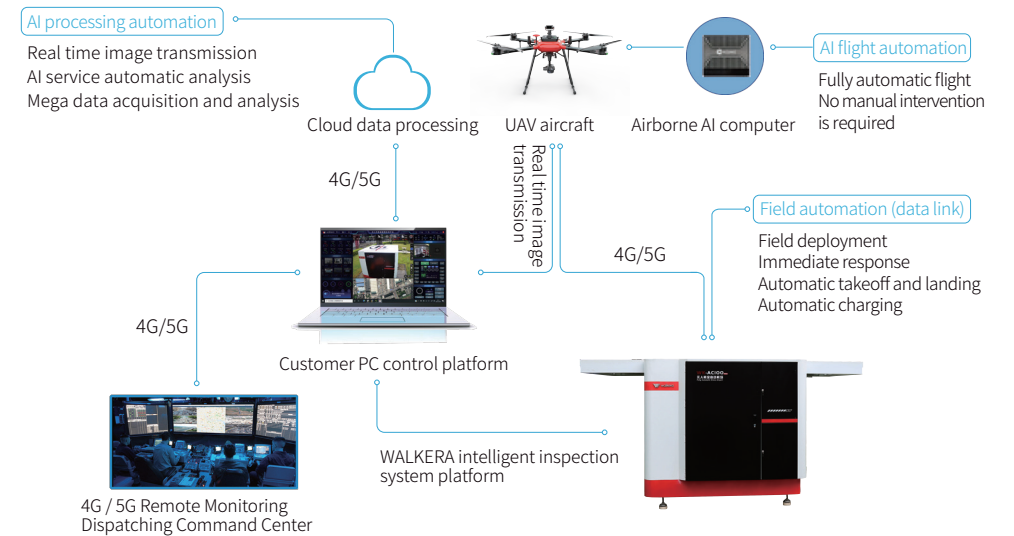 AI processing automation
Real time image transmission
AI service automatic analysis
Mega data acquisition and analysis
Cloud data processing
UAV aircraft
Airborne AI computer
AI flight automation
Fully automatic flight
No manual intervention
is required
4G/5G
Real time image
transmission
4G/5G
Field automation (data link)
Field deployment
Immediate response
Automatic takeoff and landing
Automatic charging
4G/5G
Customer PC control platform
WALKERA intelligent inspection
system platform
4G / 5G Remote Monitoring
Dispatching Command Center